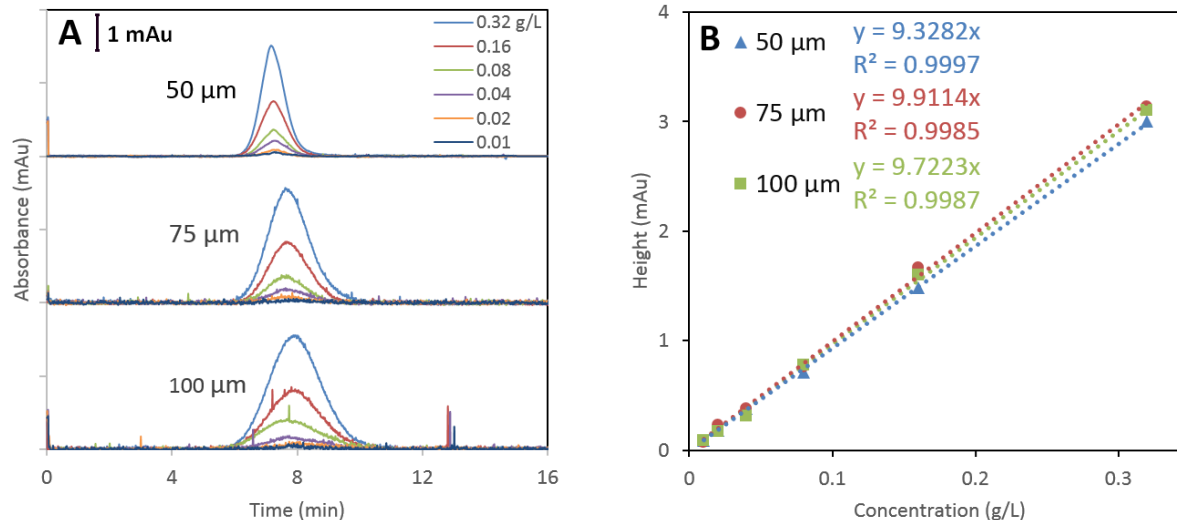 A
1 mAu
0.32 g/L
0.16
0.08
0.04
0.02
0.01
50 μm
75 μm
100 μm
Absorbance (mAu)
0
4
8
12
16
Time (min)
B
50 μm
y = 9.3282x
R² = 0.9997
75 μm
y = 9.9114x
R² = 0.9985
100 μm
y = 9.7223x
R² = 0.9987
4
3
2
1
0
Height (mAu)
0
0.1
0.2
0.3
Concentration (g/L)